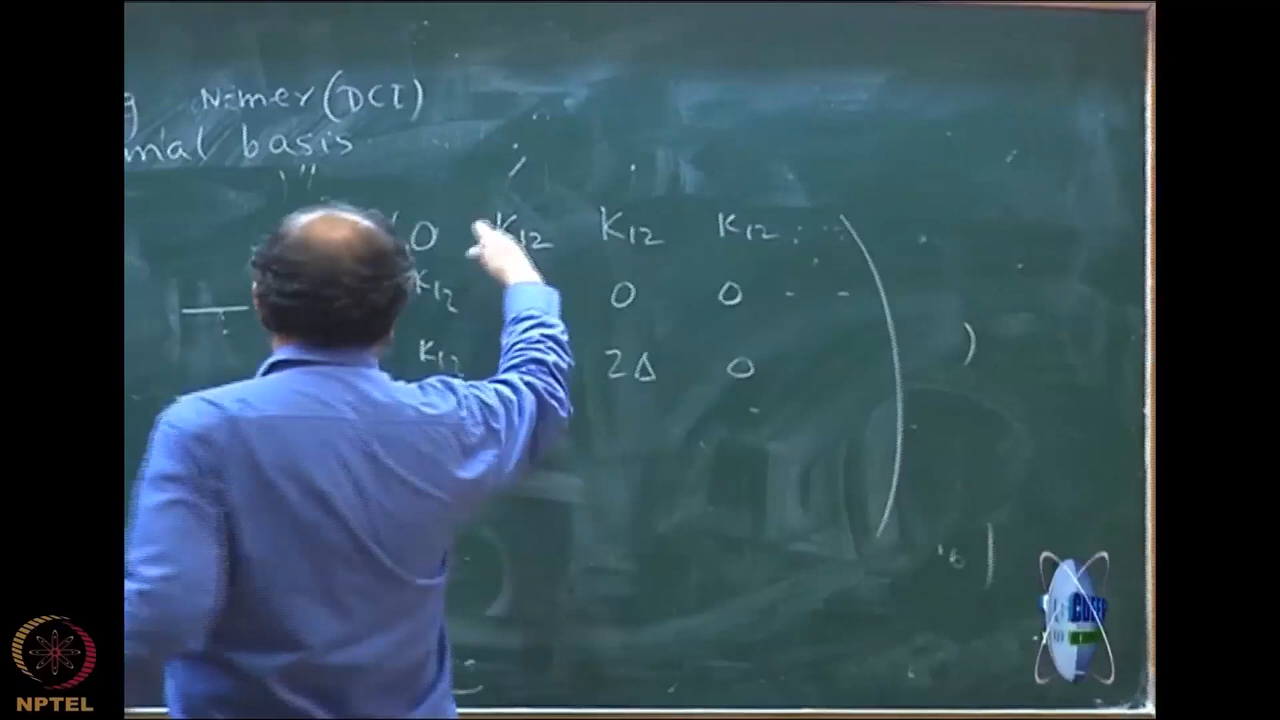 g N-mer (DCI)
mal basis
0 K₁₂ K₁₂ K₁₂ : ..
K₁₂ 0 0 - -
K₁₂ 2Δ 0
NPTEL